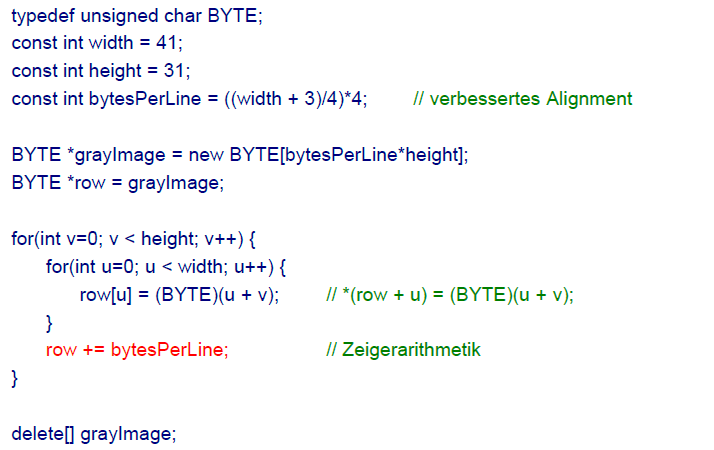 typedef unsigned char BYTE;
const int width = 41;
const int height = 31;
const int bytesPerLine = ((width + 3)/4)*4; // verbessertes Alignment
BYTE *grayImage = new BYTE[bytesPerLine*height];
BYTE *row = grayImage;
for(int v=0; v < height; v++) {
for(int u=0; u < width; u++) {
row[u] = (BYTE)(u + v); // *(row + u) = (BYTE)(u + v);
}
row += bytesPerLine; // Zeigerarithmetik
}
delete[] grayImage;